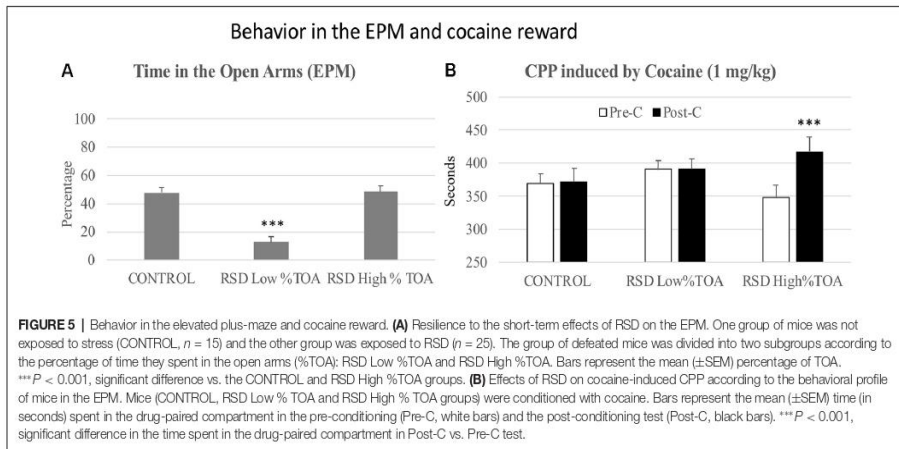 Behavior in the EPM and cocaine reward
A
Time in the Open Arms (EPM)
Percentage
100
80
60
40
20
0
***
CONTROL
RSD Low %TOA
RSD High % TOA
B
CPP induced by Cocaine (1 mg/kg)
Seconds
500
450
400
350
300
250
Pre-C
Post-C
***
CONTROL
RSD Low%TOA
RSD High%TOA
FIGURE 5 | Behavior in the elevated plus-maze and cocaine reward. (A) Resilience to the short-term effects of RSD on the EPM. One group of mice was not
exposed to stress (CONTROL, n = 15) and the other group was exposed to RSD (n = 25). The group of defeated mice was divided into two subgroups according to
the percentage of time they spent in the open arms (%TOA): RSD Low %TOA and RSD High %TOA. Bars represent the mean (±SEM) percentage of TOA.
***P < 0.001, significant difference vs. the CONTROL and RSD High %TOA groups. (B) Effects of RSD on cocaine-induced CPP according to the behavioral profile
of mice in the EPM. Mice (CONTROL, RSD Low % TOA and RSD High % TOA groups) were conditioned with cocaine. Bars represent the mean (±SEM) time (in
seconds) spent in the drug-paired compartment in the pre-conditioning (Pre-C, white bars) and the post-conditioning test (Post-C, black bars). ***P < 0.001,
significant difference in the time spent in the drug-paired compartment in Post-C vs. Pre-C test.